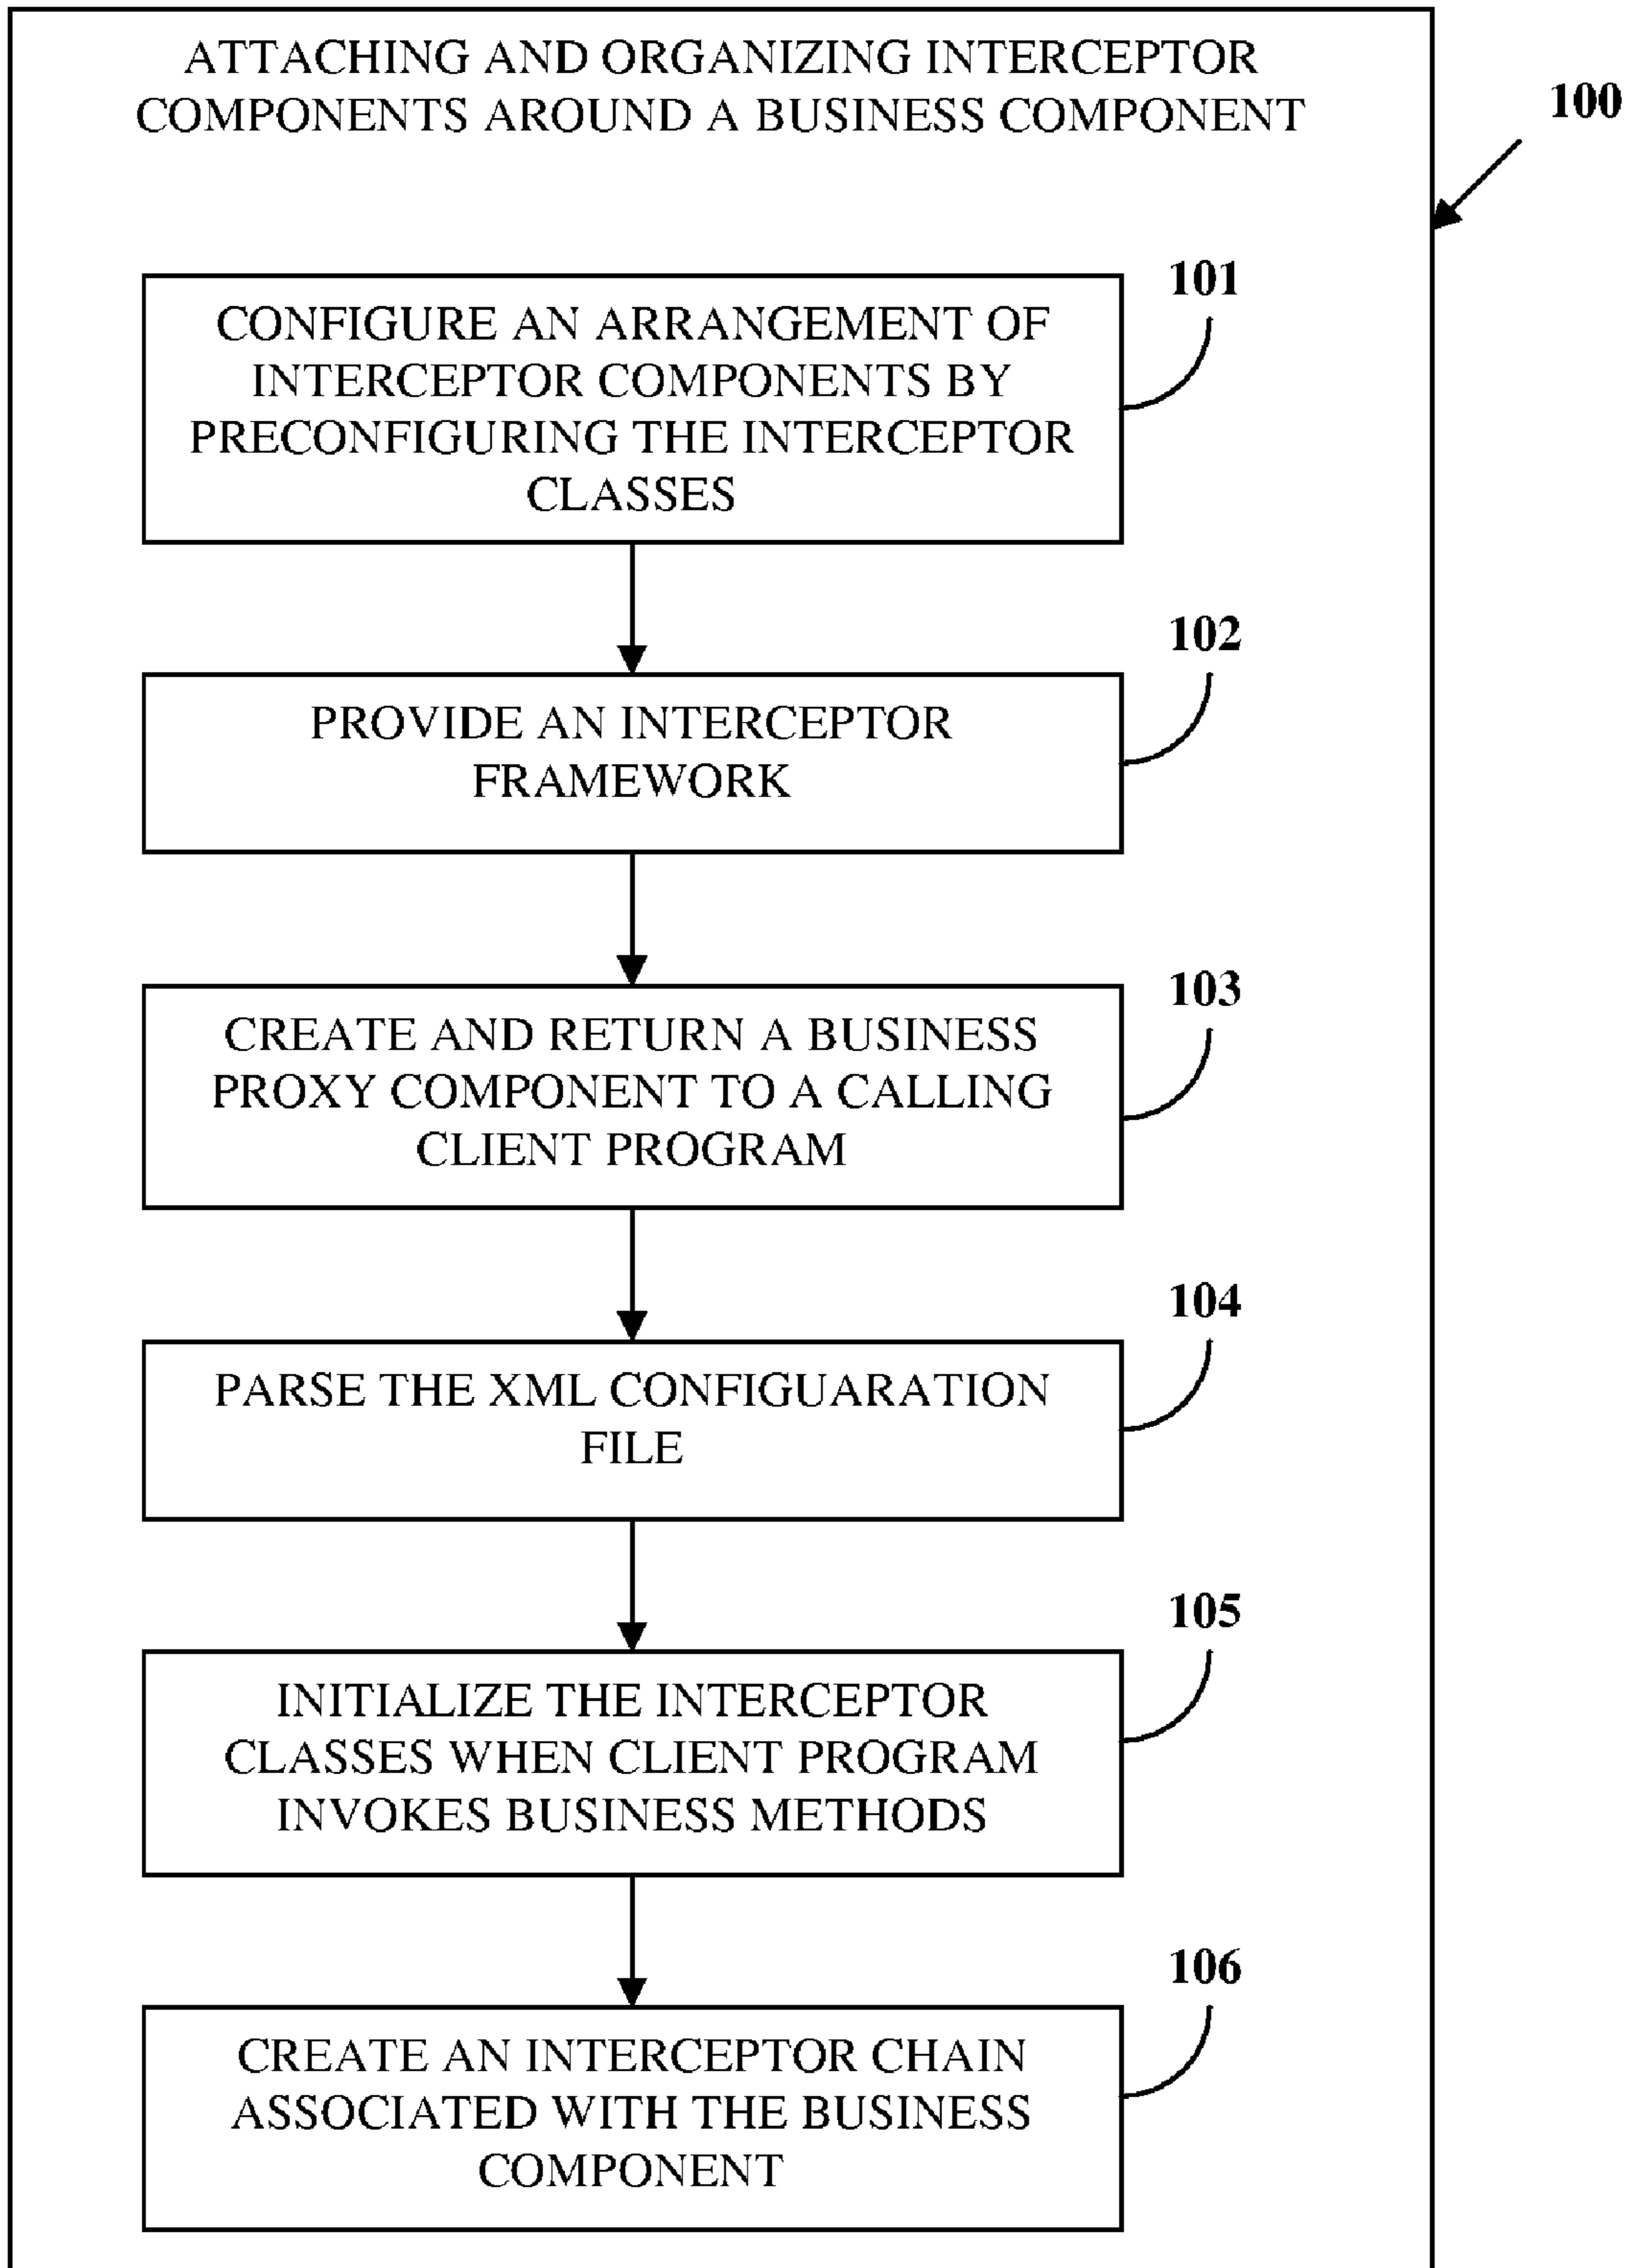 ATTACHING AND ORGANIZING INTERCEPTOR
COMPONENTS AROUND A BUSINESS COMPONENT
100
101
CONFIGURE AN ARRANGEMENT OF
INTERCEPTOR COMPONENTS BY
PRECONFIGURING THE INTERCEPTOR
CLASSES
102
PROVIDE AN INTERCEPTOR
FRAMEWORK
103
CREATE AND RETURN A BUSINESS
PROXY COMPONENT TO A CALLING
CLIENT PROGRAM
104
PARSE THE XML CONFIGUARATION
FILE
105
INITIALIZE THE INTERCEPTOR
CLASSES WHEN CLIENT PROGRAM
INVOKES BUSINESS METHODS
106
CREATE AN INTERCEPTOR CHAIN
ASSOCIATED WITH THE BUSINESS
COMPONENT